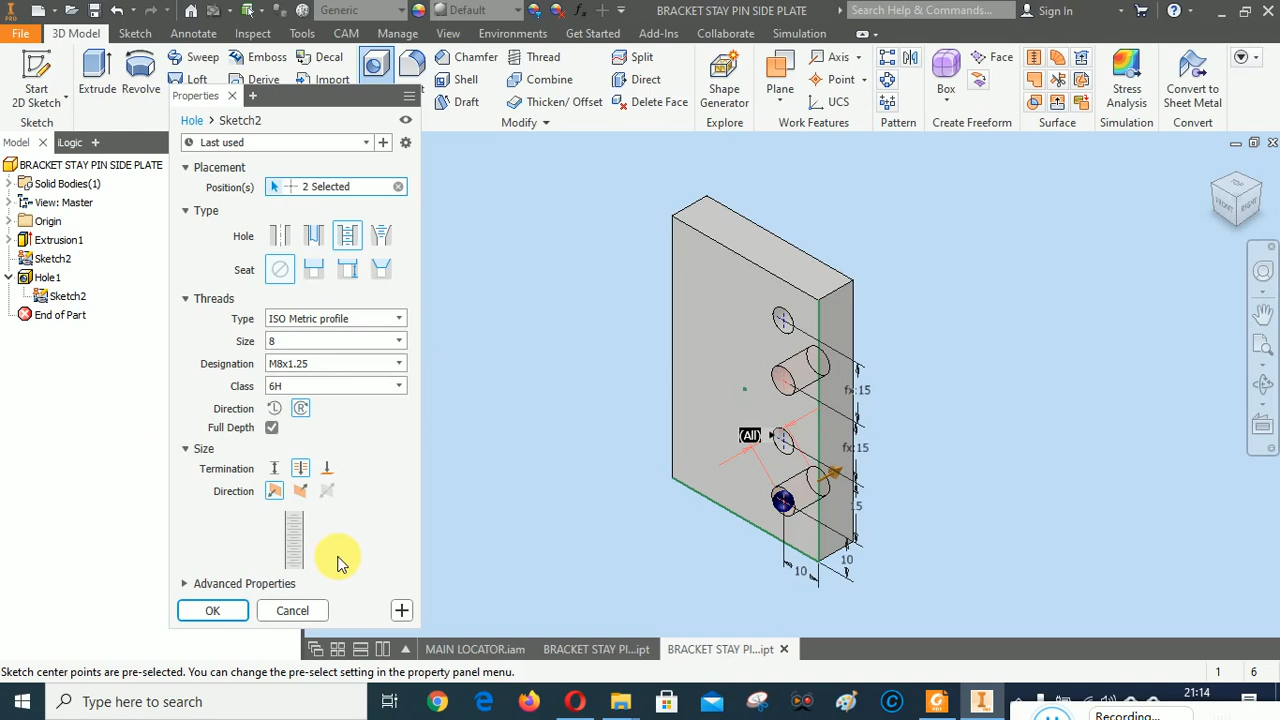 Generic
Default
BRACKET STAY PIN SIDE PLATE
Search Help & Commands...
Sign In
PRO
File
3D Model
Sketch
Annotate
Inspect
Tools
CAM
Manage
View
Environments
Get Started
Add-Ins
Collaborate
Simulation
Start
2D Sketch
Extrude
Revolve
Sweep
Emboss
Decal
Loft
Derive
Import
Chamfer
Thread
Split
Shell
Combine
Direct
Draft
Thicken/ Offset
Delete Face
Shape
Generator
Plane
Axis
Point
UCS
Box
Face
Stress
Analysis
Convert to
Sheet Metal
Sketch
Modify
Explore
Work Features
Pattern
Create Freeform
Surface
Simulation
Convert
Model
iLogic
BRACKET STAY PIN SIDE PLATE
Solid Bodies(1)
View: Master
Origin
Extrusion1
Sketch2
Hole1
Sketch2
End of Part
Properties
Hole > Sketch2
Last used
Placement
Position(s) 2 Selected
Type
Hole
Seat
Threads
Type ISO Metric profile
Size 8
Designation M8x1.25
Class 6H
Direction
Full Depth
Size
Termination
Direction
Advanced Properties
OK
Cancel
TOP
FRONT
RIGHT
fx:15
fx:15
15
10
10
(All)
MAIN LOCATOR.iam
BRACKET STAY PI...ipt
BRACKET STAY PI...ipt
Sketch center points are pre-selected. You can change the pre-select setting in the property panel menu.
1
6
Type here to search
21:14
Recording...